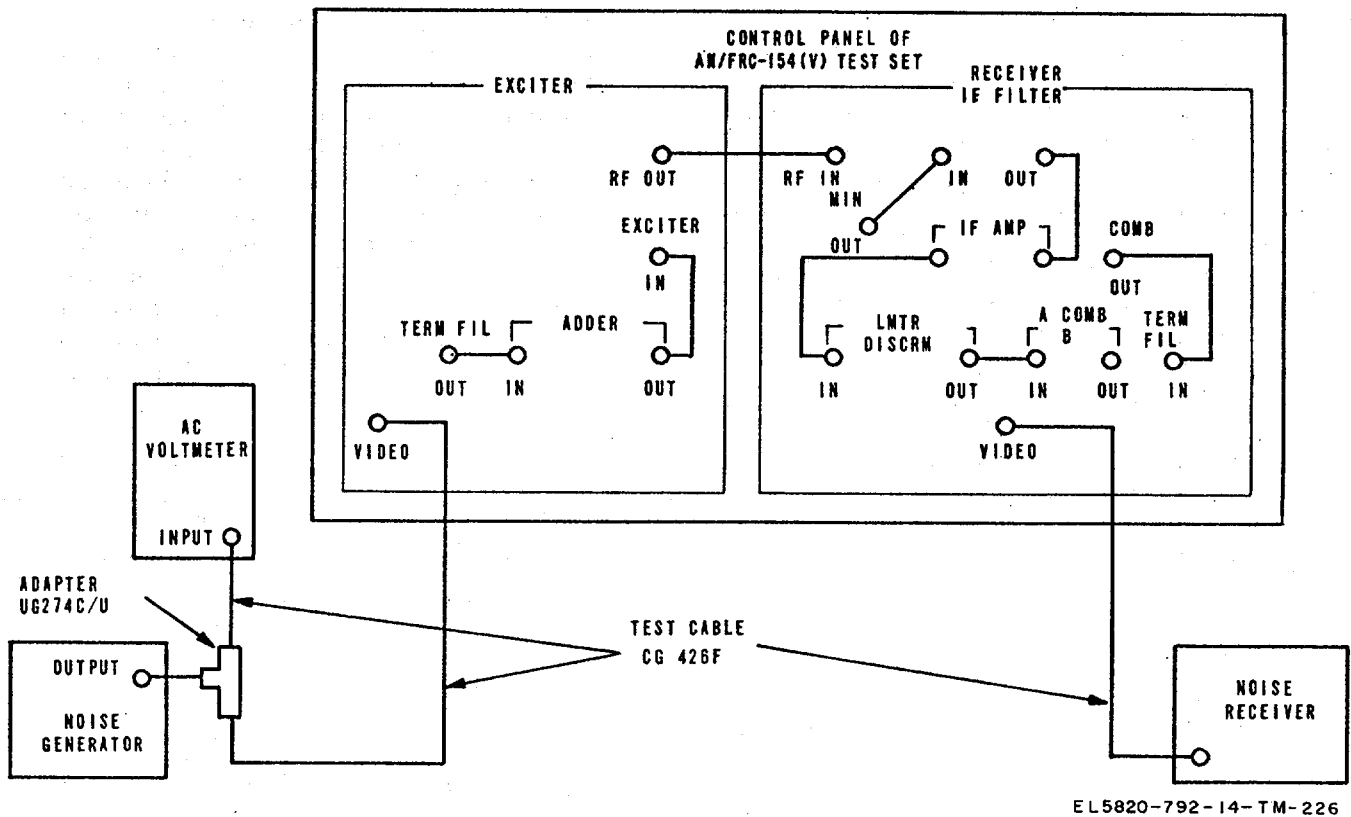 CONTROL PANEL OF
AN/FRC-154(V) TEST SET
EXCITER
RECEIVER
IF FILTER
RF OUT
RF IN
MIN
IN
OUT
OUT
EXCITER
IN
IF AMP
COMB
OUT
TERM FIL
ADDER
OUT
IN
OUT
LMTR
DISCRM
A COMB
B
TERM
FIL
IN
OUT
IN
OUT
IN
VIDEO
VIDEO
AC
VOLTMETER
INPUT
ADAPTER
UG274C/U
OUTPUT
NOISE
GENERATOR
TEST CABLE
CG 426F
NOISE
RECEIVER
EL5820-792-14-TM-226